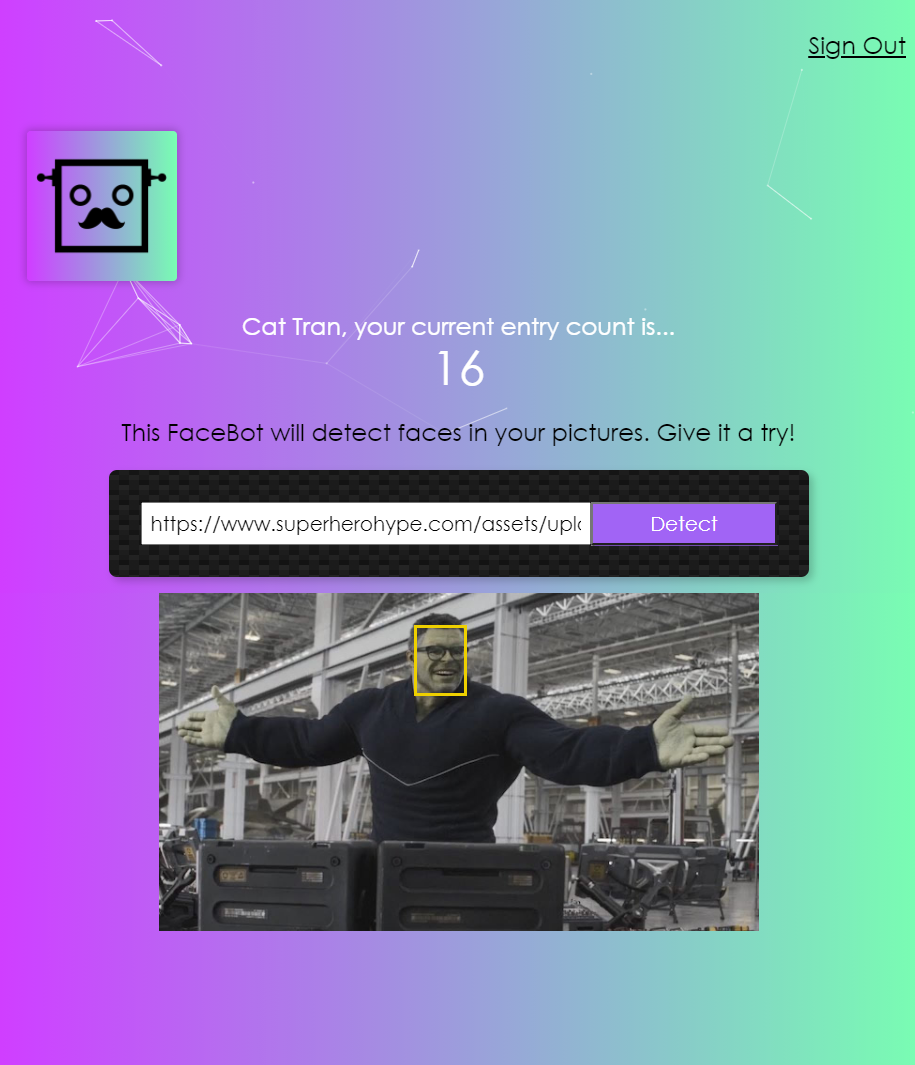 Sign Out
Cat Tran, your current entry count is...
16
This FaceBot will detect faces in your pictures. Give it a try!
https://www.superherohype.com/assets/uplo
Detect